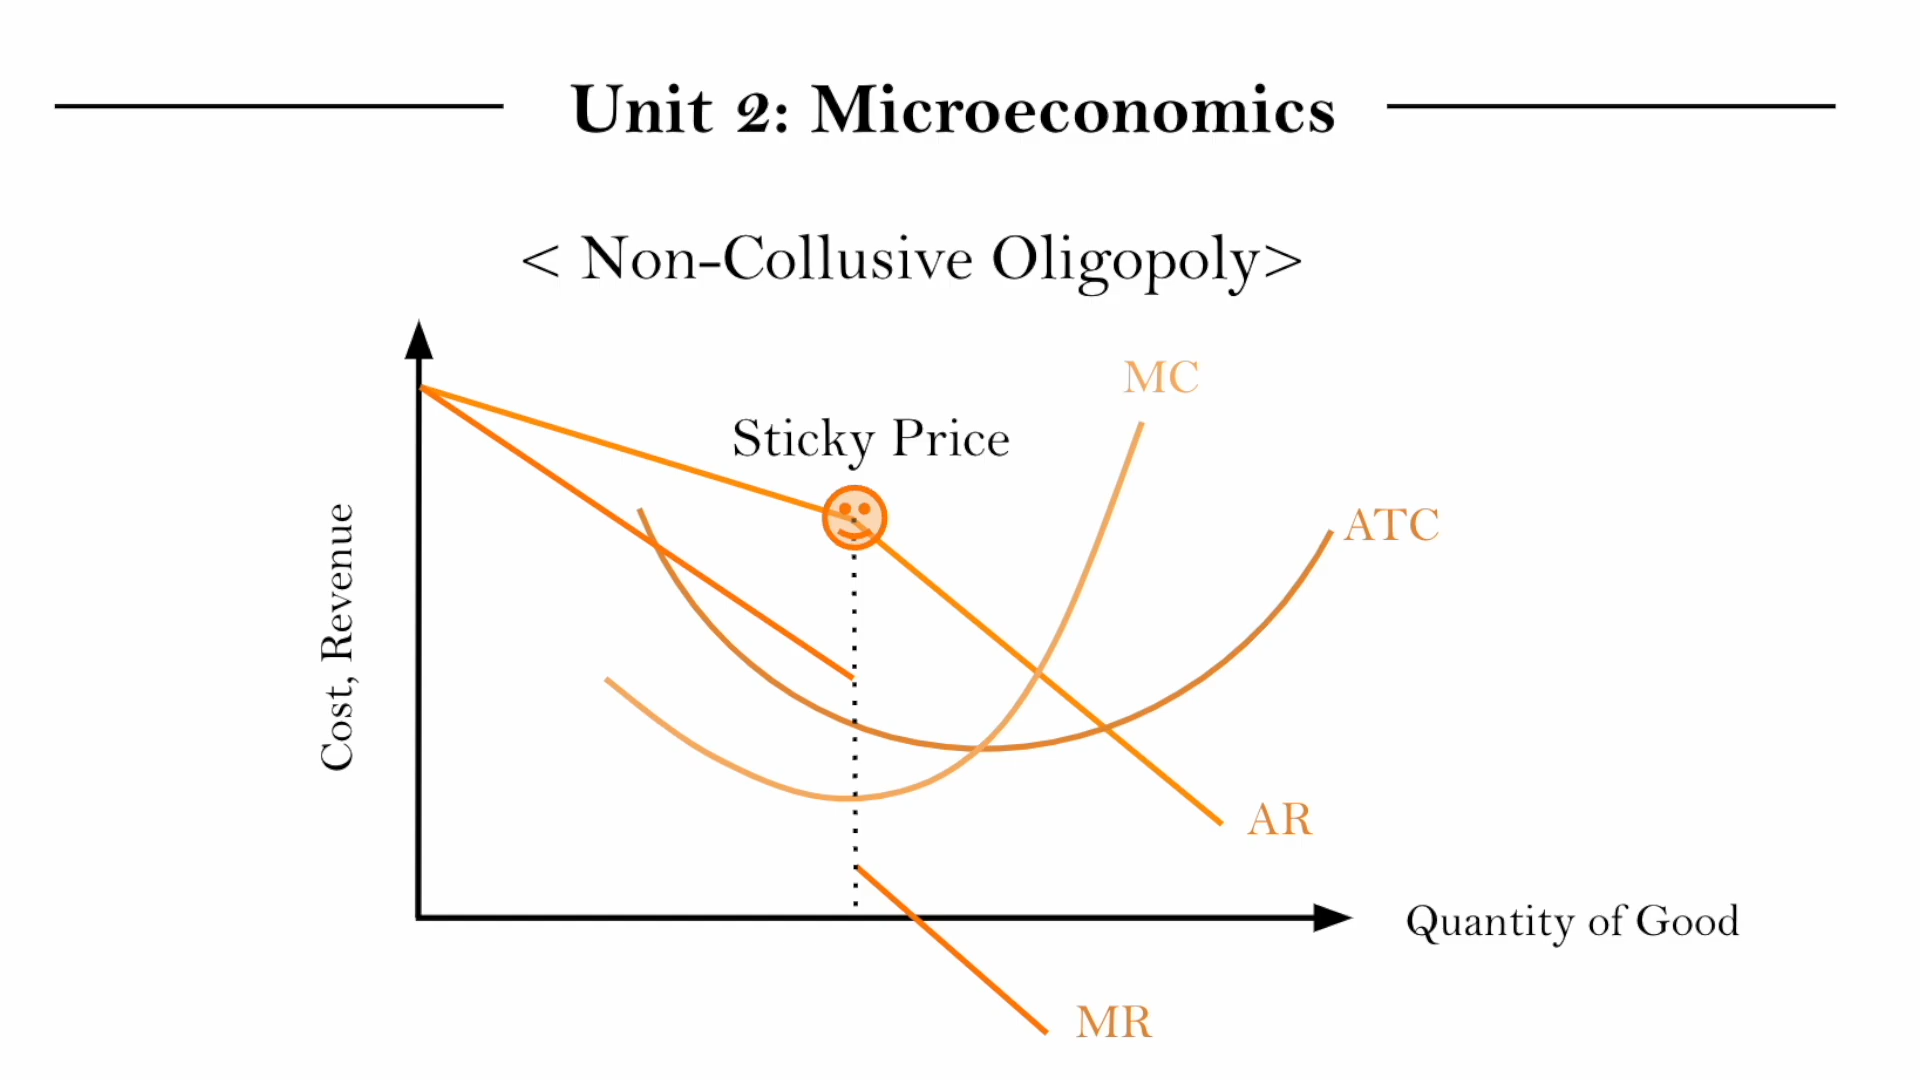 Unit 2: Microeconomics
< Non-Collusive Oligopoly>
MC
Sticky Price
ATC
Cost, Revenue
AR
Quantity of Good
MR